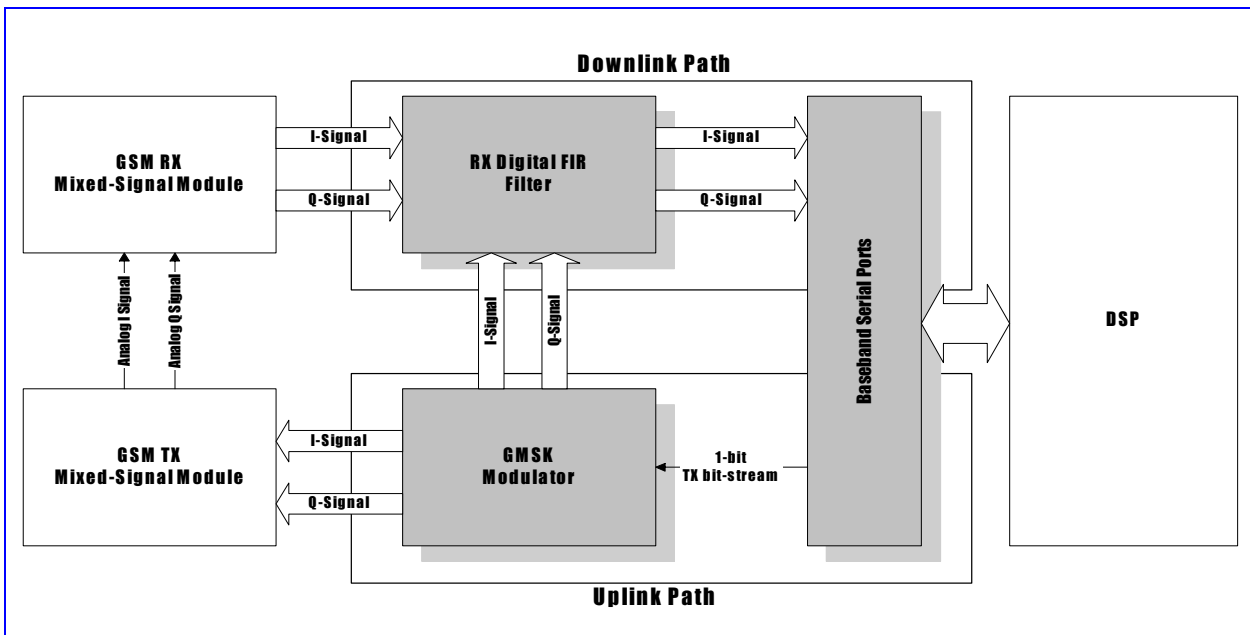 Downlink Path
GSM RX
Mixed-Signal Module
I-Signal
Q-Signal
RX Digital FIR
Filter
I-Signal
Q-Signal
Baseband Serial Ports
DSP
Analog I Signal
Analog Q Signal
I-Signal
Q-Signal
GSM TX
Mixed-Signal Module
I-Signal
Q-Signal
GMSK
Modulator
1-bit
TX bit-stream
Uplink Path